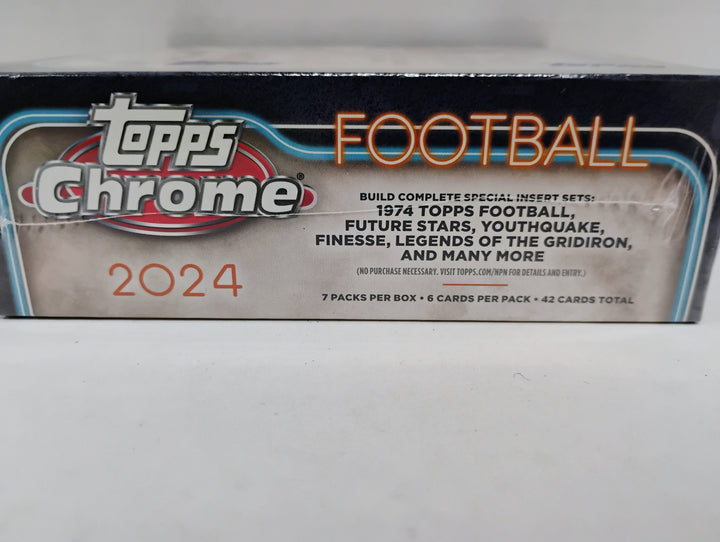 Topps
Chrome®
2024
FOOTBALL
BUILD COMPLETE SPECIAL INSERT SETS:
1974 TOPPS FOOTBALL,
FUTURE STARS, YOUTHQUAKE,
FINESSE, LEGENDS OF THE GRIDIRON,
AND MANY MORE
(NO PURCHASE NECESSARY. VISIT TOPPS.COM/NPN FOR DETAILS AND ENTRY.)
7 PACKS PER BOX • 6 CARDS PER PACK • 42 CARDS TOTAL